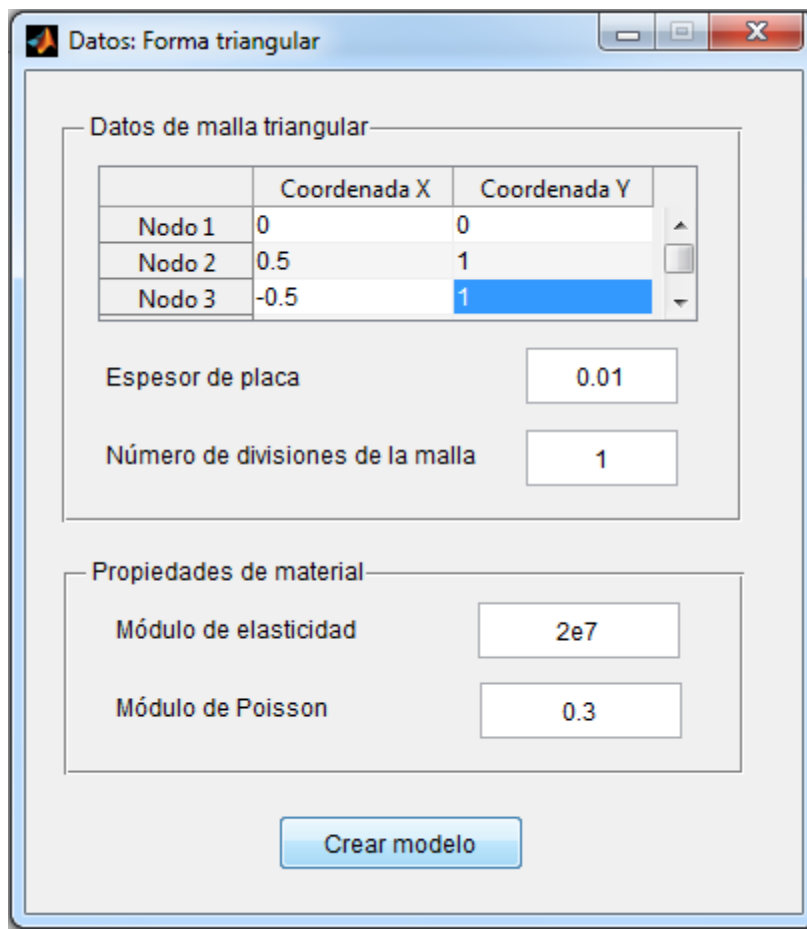 Datos: Forma triangular
Datos de malla triangular
Coordenada X Coordenada Y
Nodo 1 0 0
Nodo 2 0.5 1
Nodo 3 -0.5 1
Espesor de placa 0.01
Número de divisiones de la malla 1
Propiedades de material
Módulo de elasticidad 2e7
Módulo de Poisson 0.3
Crear modelo